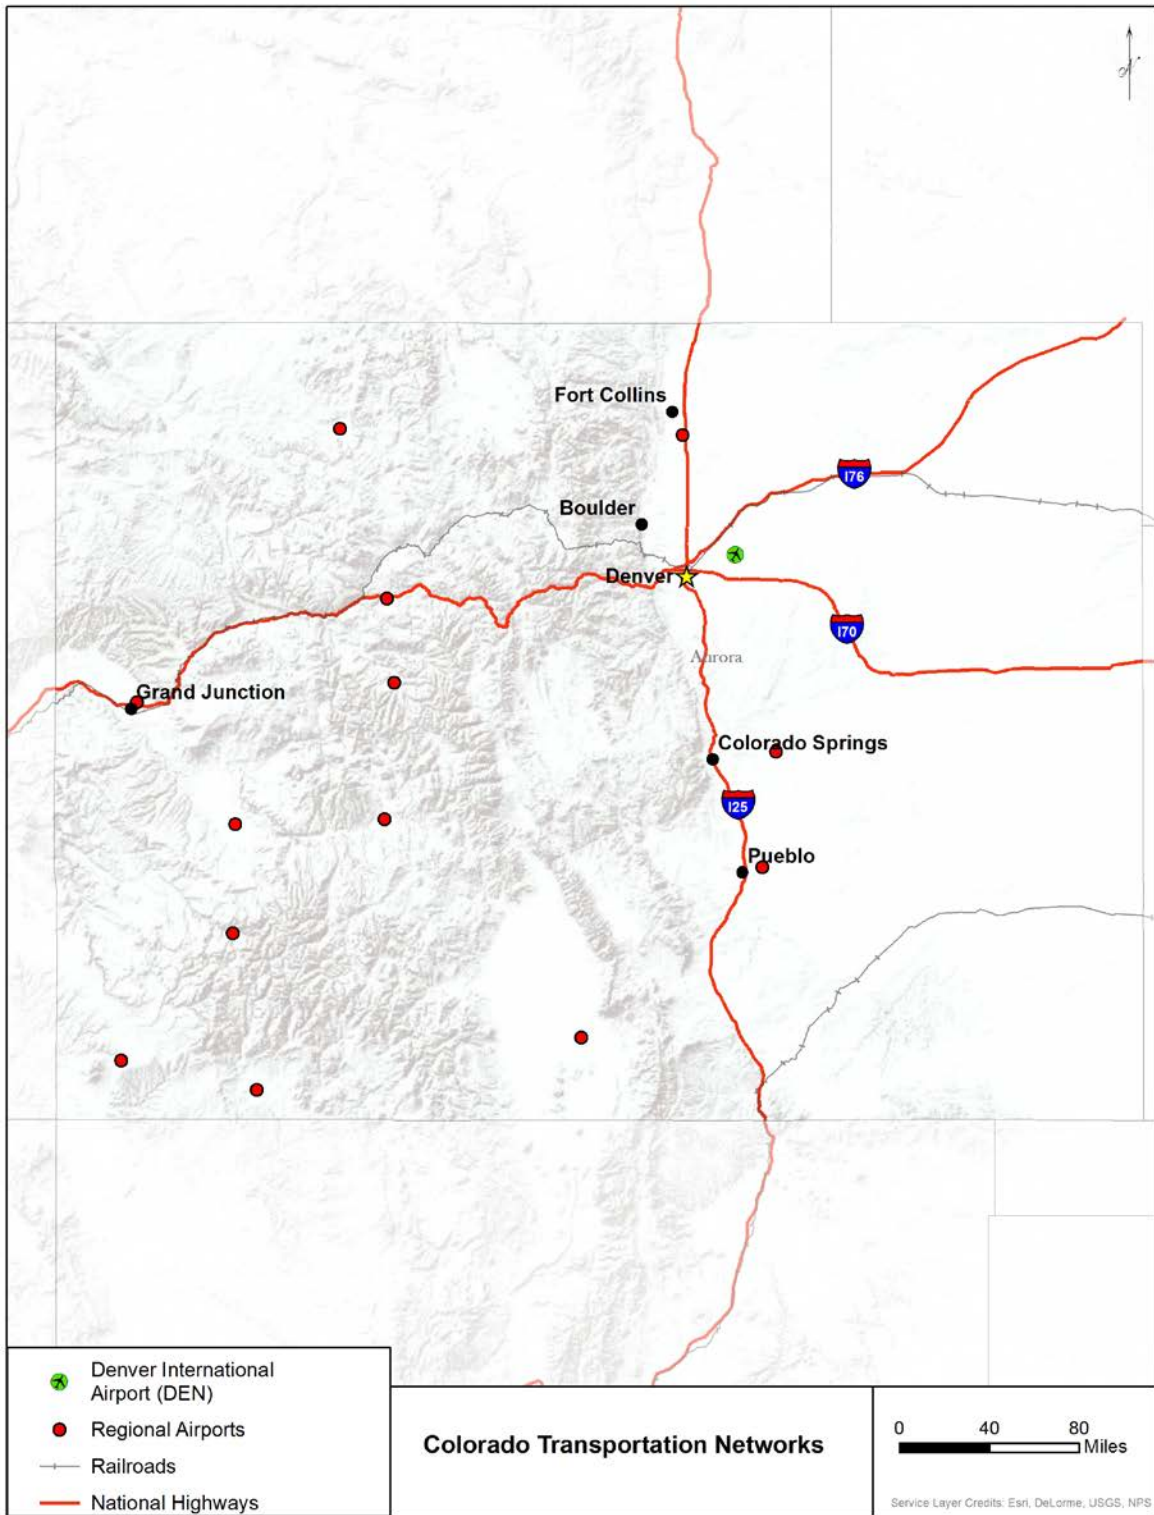 N
Fort Collins
I76
Boulder
Denver
I70
Aurora
Grand Junction
Colorado Springs
I25
Pueblo
Denver International
Airport (DEN)
Regional Airports
Railroads
National Highways
Colorado Transportation Networks
0 40 80
Miles
Service Layer Credits: Esri, DeLorme, USGS, NPS